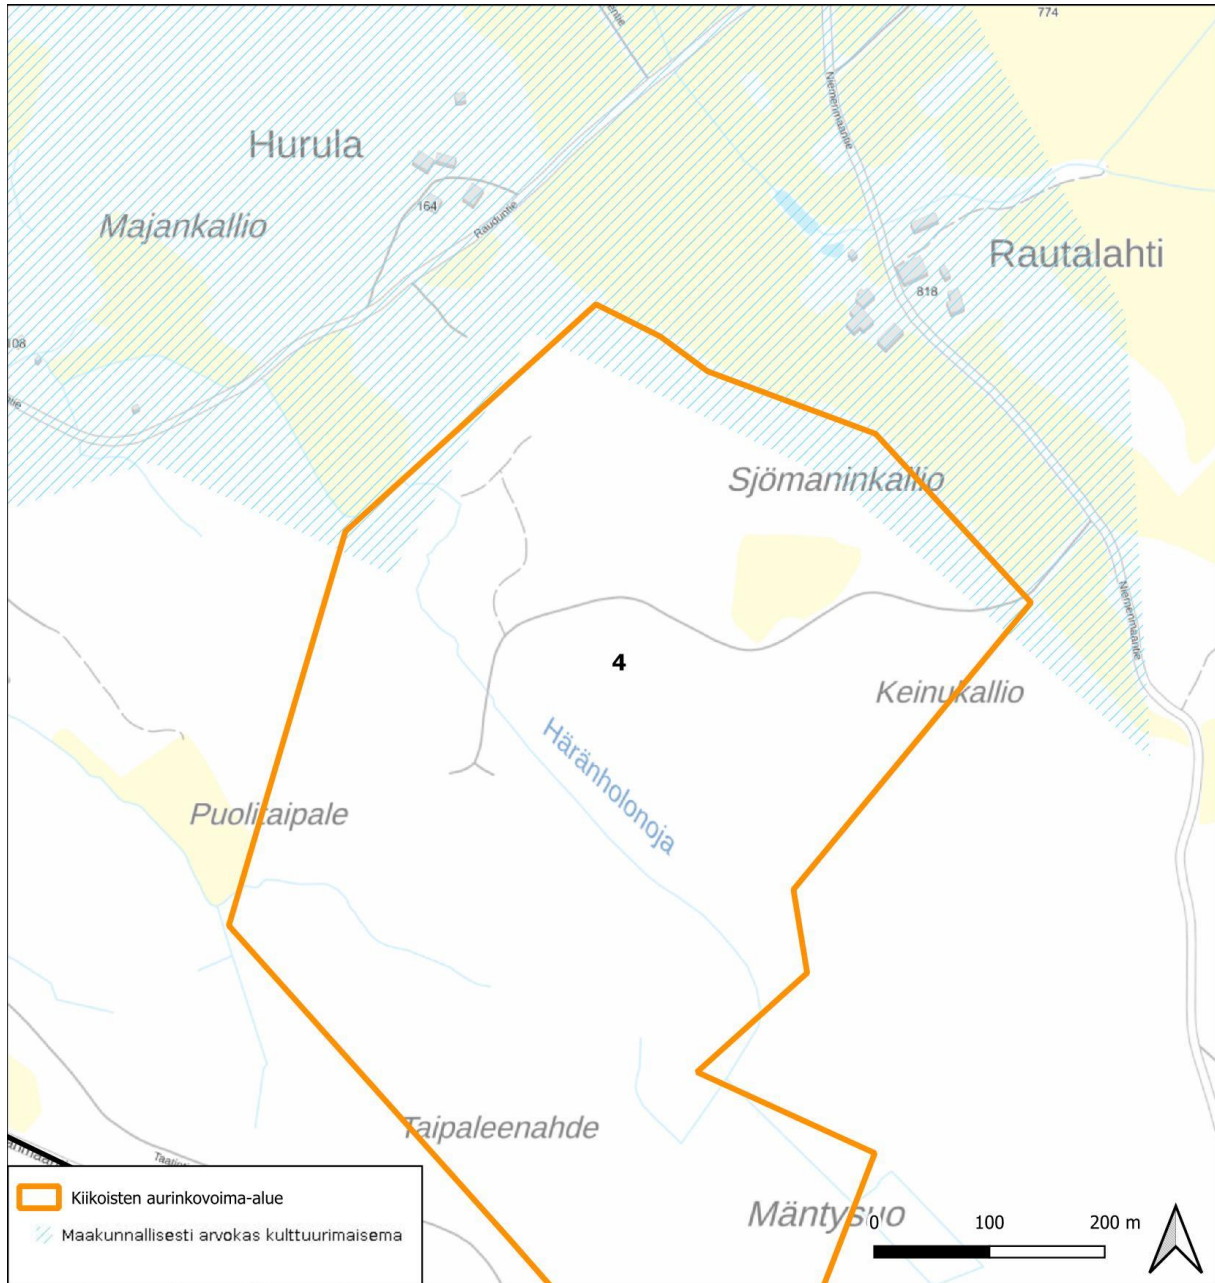 774
Niemenmaantie
Hurula
164
Rauduntie
Majankallio
Rautalahti
818
108
Sjömaninkallio
Niemenmaantie
4
Keinukallio
Häränholonoja
Puolitaipale
Taipaleenahde
Mäntysuo
0 100 200 m
Kiikoisten aurinkovoima-alue
Maakunnallisesti arvokas kulttuurimaisema